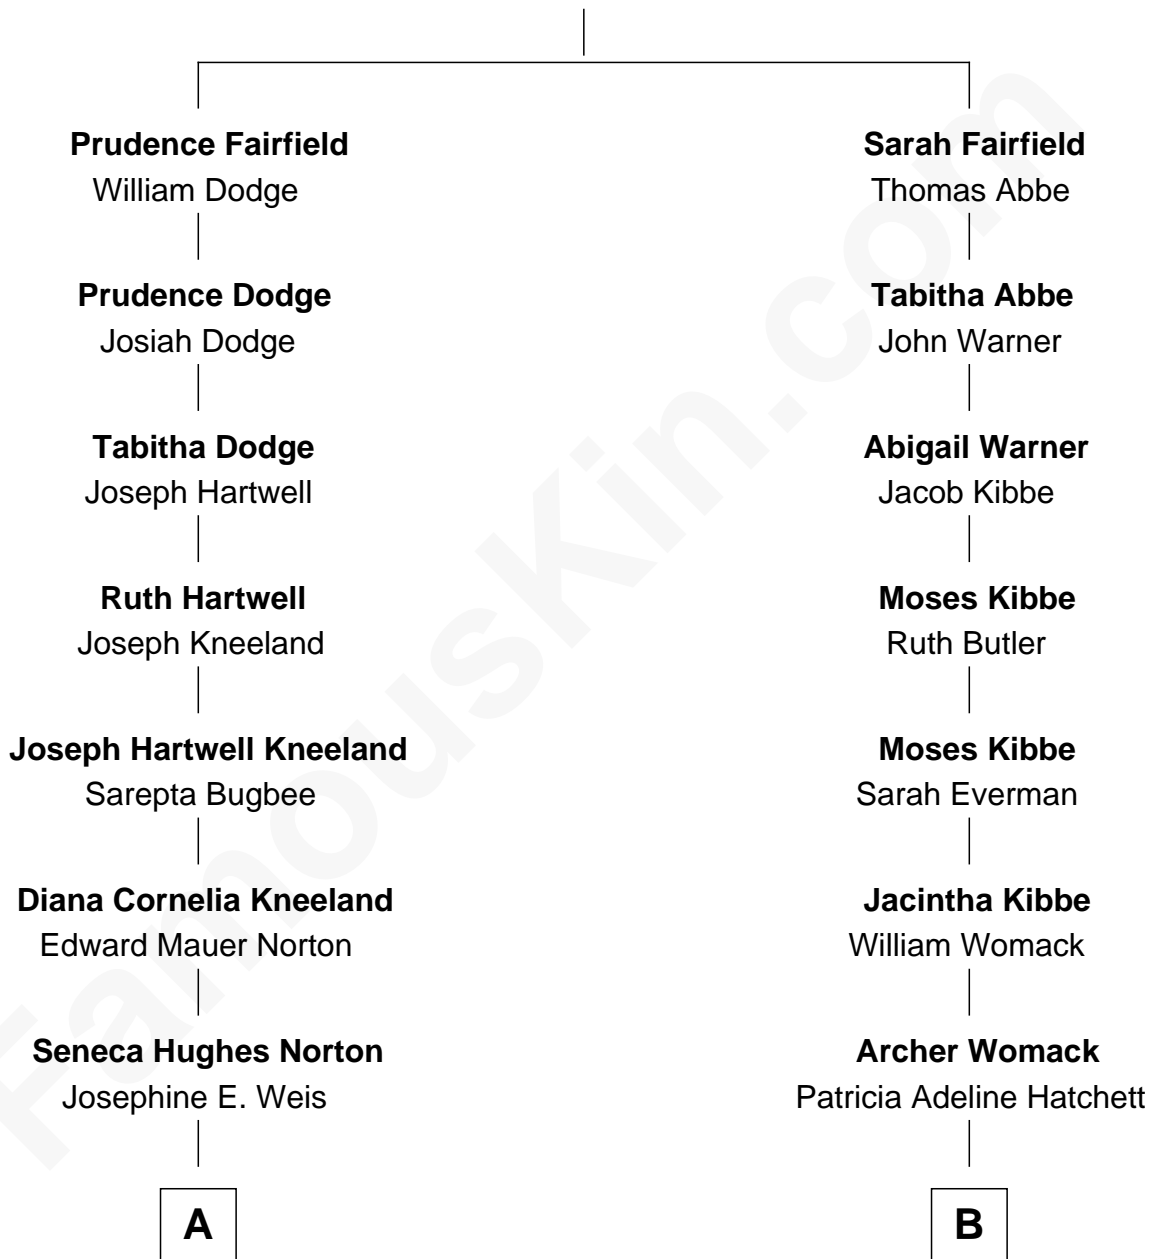 Prudence Fairfield
William Dodge
Prudence Dodge
Josiah Dodge
Tabitha Dodge
Joseph Hartwell
Ruth Hartwell
Joseph Kneeland
Joseph Hartwell Kneeland
Sarepta Bugbee
Diana Cornelia Kneeland
Edward Mauer Norton
Seneca Hughes Norton
Josephine E. Weis
A
Sarah Fairfield
Thomas Abbe
Tabitha Abbe
John Warner
Abigail Warner
Jacob Kibbe
Moses Kibbe
Ruth Butler
Moses Kibbe
Sarah Everman
Jacintha Kibbe
William Womack
Archer Womack
Patricia Adeline Hatchett
B
FamousKin.com